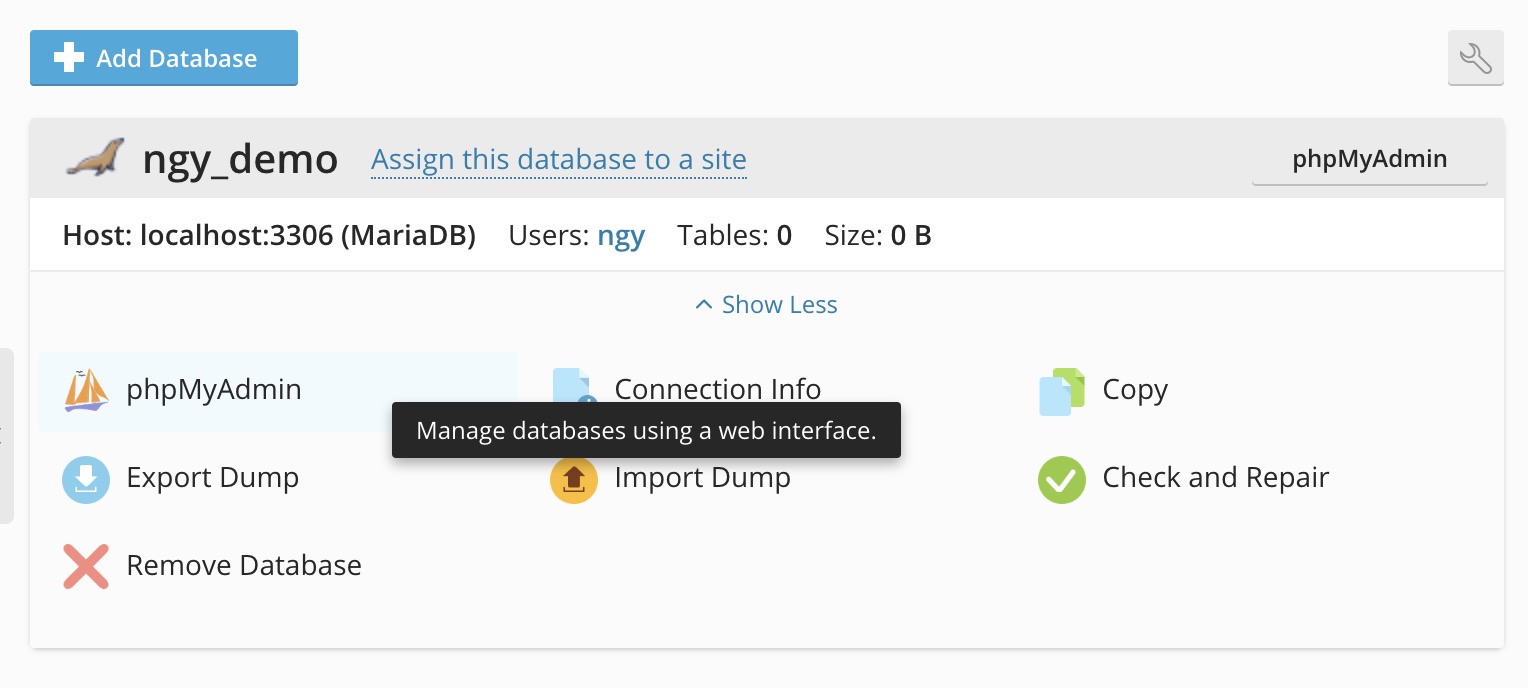 Add Database
ngy_demo Assign this database to a site phpMyAdmin
Host: localhost:3306 (MariaDB) Users: ngy Tables: 0 Size: 0 B
Show Less
phpMyAdmin Connection Info Copy
Manage databases using a web interface.
Export Dump Import Dump Check and Repair
Remove Database